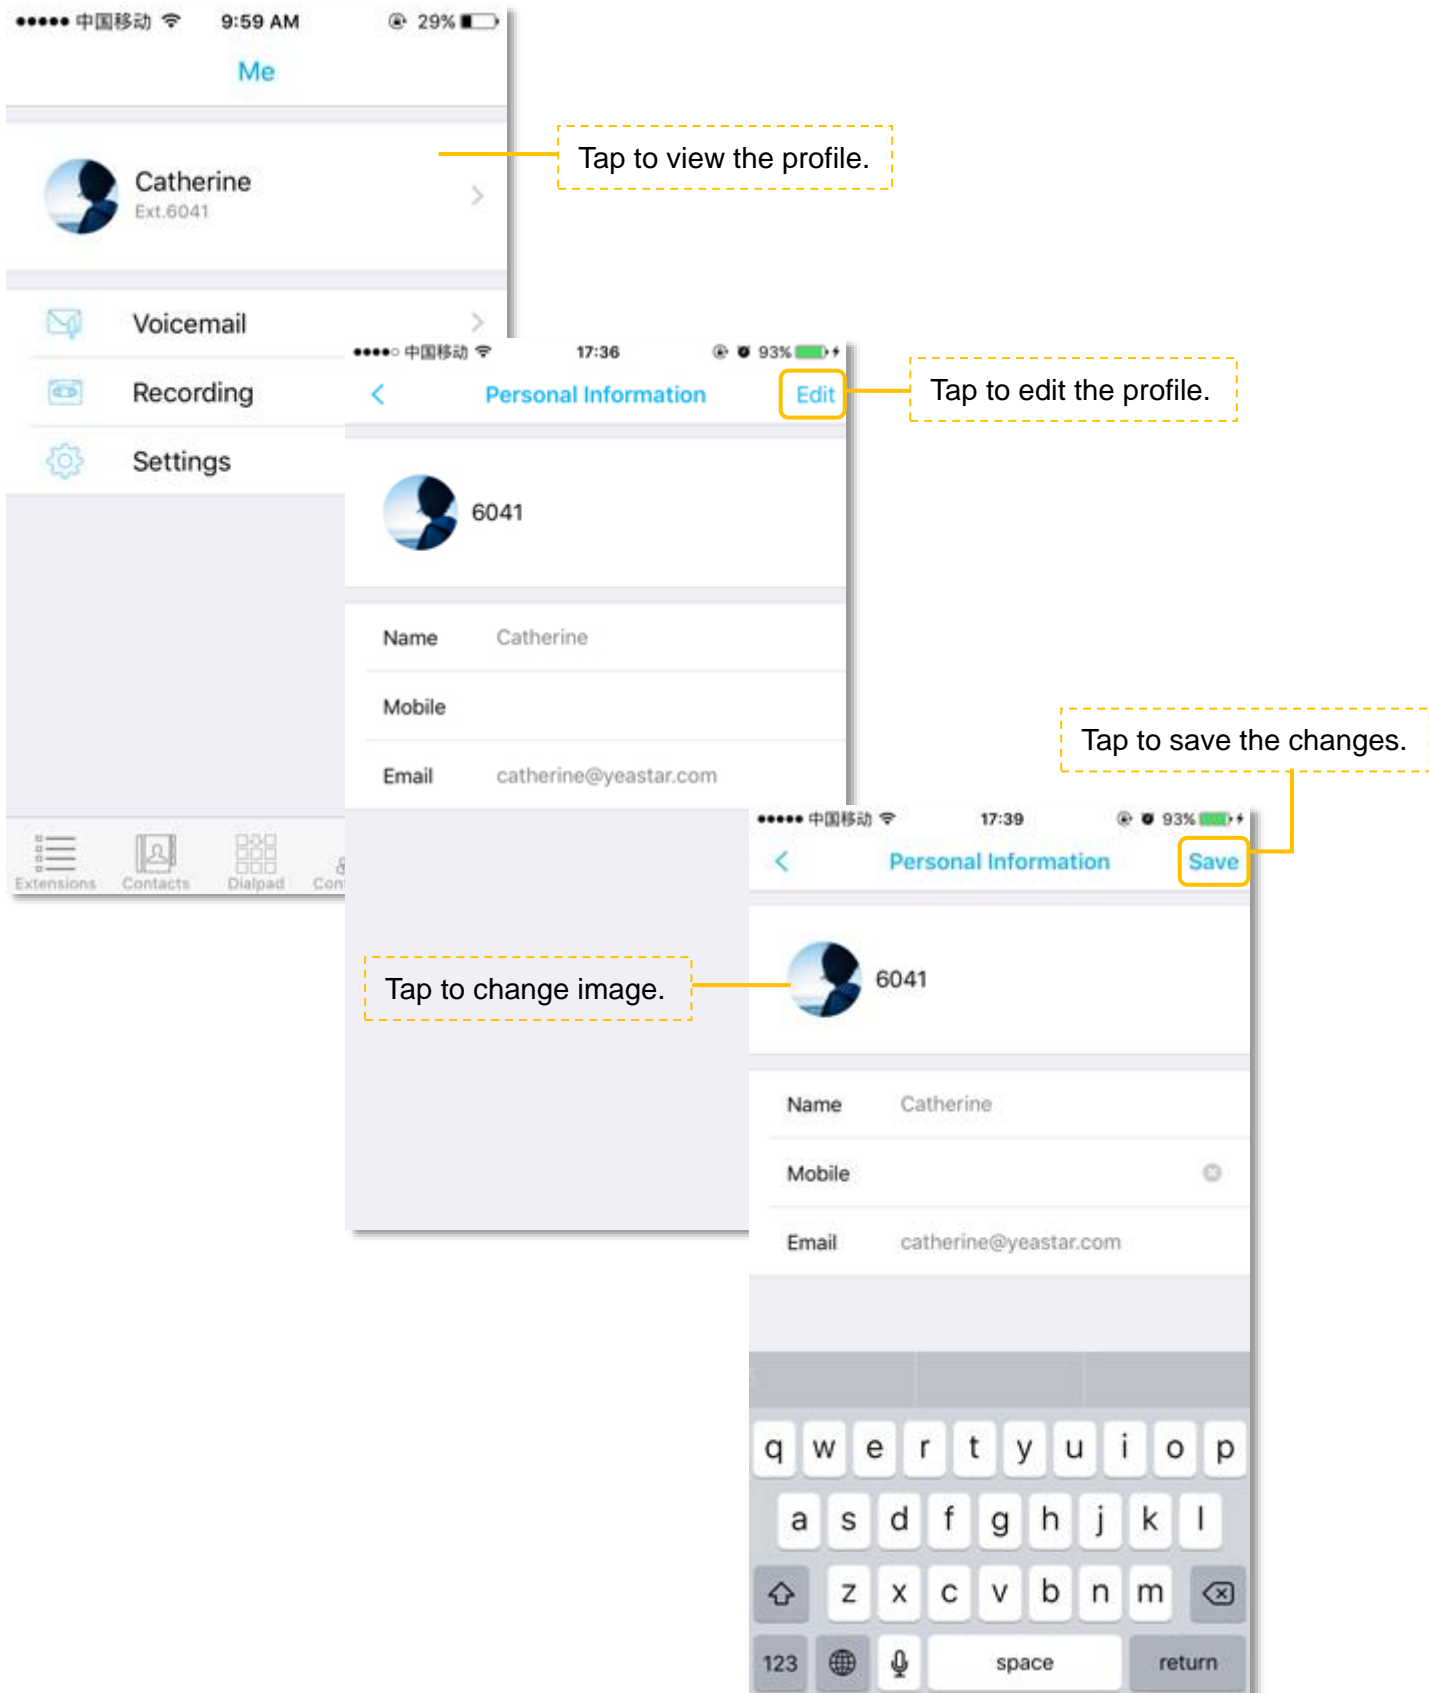 中国移动 9:59 AM 29%
Me
Tap to view the profile.
Catherine
Ext.6041
Voicemail
Recording
Settings
Extensions Contacts Dialpad
中国移动 17:36 93%
Personal Information Edit
Tap to edit the profile.
6041
Name Catherine
Mobile
Email catherine@yeastar.com
Tap to save the changes.
中国移动 17:39 93%
Personal Information Save
Tap to change image.
6041
Name Catherine
Mobile
Email catherine@yeastar.com
q w e r t y u i o p
a s d f g h j k l
z x c v b n m
123 space return